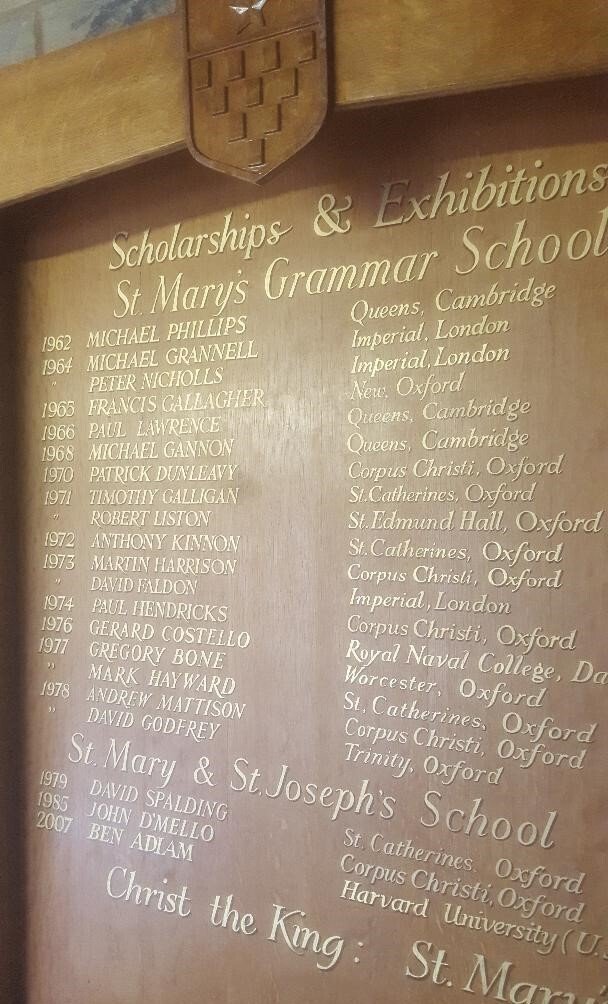 Scholarships & Exhibitions
St. Mary's Grammar School
1962 MICHAEL PHILLIPS Queens, Cambridge
1964 MICHAEL GRANNELL Imperial, London
" PETER NICHOLLS Imperial, London
1965 FRANCIS GALLAGHER New, Oxford
1966 PAUL LAWRENCE Queens, Cambridge
1968 MICHAEL GANNON Queens, Cambridge
1970 PATRICK DUNLEAVY Corpus Christi, Oxford
1971 TIMOTHY GALLIGAN St.Catherines, Oxford
" ROBERT LISTON St.Edmund Hall, Oxford
1972 ANTHONY KINNON St.Catherines, Oxford
1973 MARTIN HARRISON Corpus Christi, Oxford
" DAVID FALDON Imperial, London
1974 PAUL HENDRICKS Corpus Christi, Oxford
1976 GERARD COSTELLO Royal Naval College, Da
1977 GREGORY BONE Worcester, Oxford
" MARK HAYWARD St. Catherines, Oxford
1978 ANDREW MATTISON Corpus Christi, Oxford
" DAVID GODFREY Trinity, Oxford
St. Mary & St. Joseph's School
1979 DAVID SPALDING St. Catherines, Oxford
1985 JOHN D'MELLO Corpus Christi, Oxford
2007 BEN ADLAM Harvard University (U.S
Christ the King: St. Mary